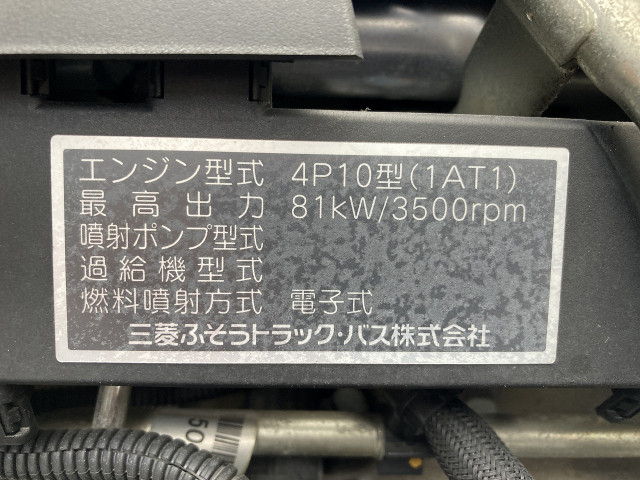 エンジン型式 4P10型(1AT1)
最高出力 81kW/3500rpm
噴射ポンプ型式
過給機型式
燃料噴射方式 電子式
三菱ふそうトラック・バス株式会社
50